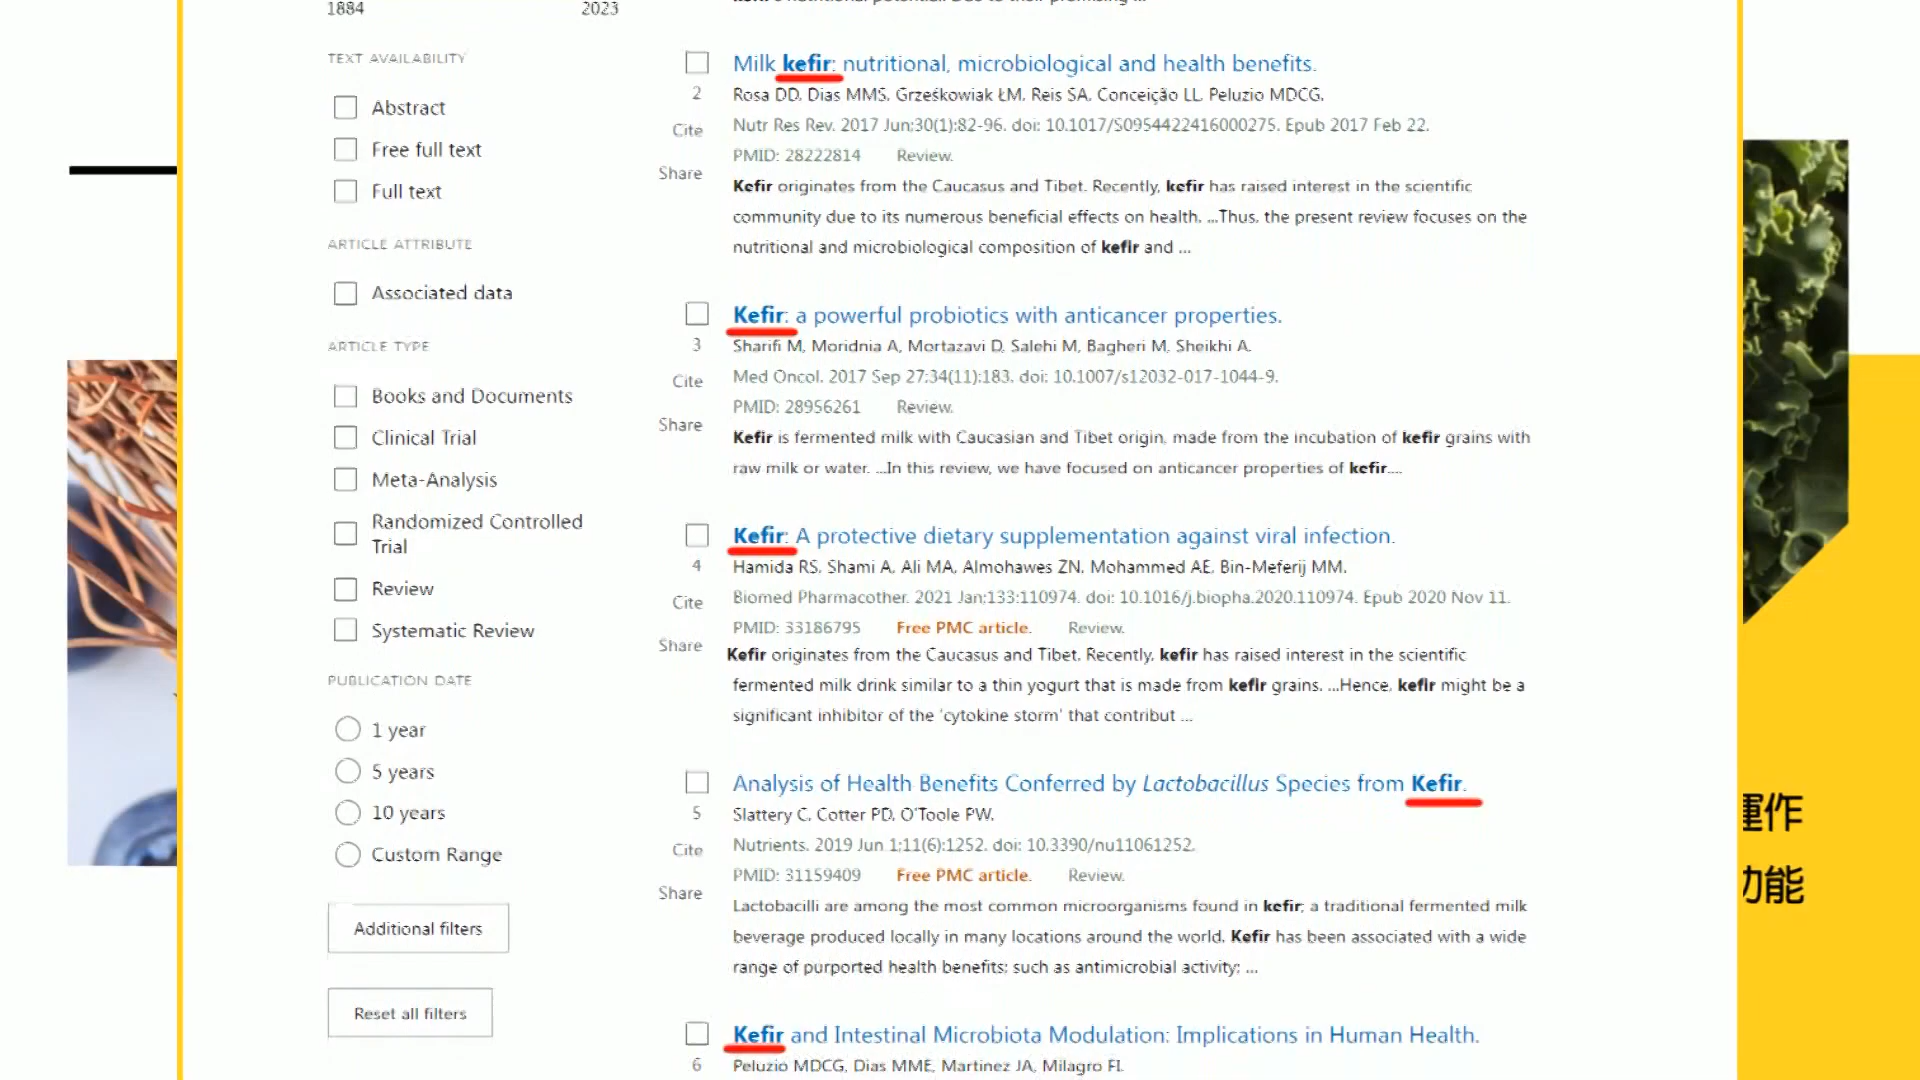 1884 2023
TEXT AVAILABILITY
Abstract
Free full text
Full text
ARTICLE ATTRIBUTE
Associated data
ARTICLE TYPE
Books and Documents
Clinical Trial
Meta-Analysis
Randomized Controlled
Trial
Review
Systematic Review
PUBLICATION DATE
1 year
5 years
10 years
Custom Range
Additional filters
Reset all filters
Milk kefir: nutritional, microbiological and health benefits.
2
Rosa DD, Dias MMS, Grześkowiak ŁM, Reis SA, Conceição LL, Peluzio MDCG.
Cite
Nutr Res Rev. 2017 Jun;30(1):82-96. doi: 10.1017/S0954422416000275. Epub 2017 Feb 22.
PMID: 28222814 Review.
Share
Kefir originates from the Caucasus and Tibet. Recently, kefir has raised interest in the scientific
community due to its numerous beneficial effects on health. ...Thus, the present review focuses on the
nutritional and microbiological composition of kefir and ...
Kefir: a powerful probiotics with anticancer properties.
3
Sharifi M, Moridnia A, Mortazavi D, Salehi M, Bagheri M, Sheikhi A.
Cite
Med Oncol. 2017 Sep 27;34(11):183. doi: 10.1007/s12032-017-1044-9.
PMID: 28956261 Review.
Share
Kefir is fermented milk with Caucasian and Tibet origin, made from the incubation of kefir grains with
raw milk or water. ...In this review, we have focused on anticancer properties of kefir....
Kefir: A protective dietary supplementation against viral infection.
4
Hamida RS, Shami A, Ali MA, Almohawes ZN, Mohammed AE, Bin-Meferij MM.
Cite
Biomed Pharmacother. 2021 Jan;133:110974. doi: 10.1016/j.biopha.2020.110974. Epub 2020 Nov 11.
PMID: 33186795 Free PMC article. Review.
Share
Kefir originates from the Caucasus and Tibet. Recently, kefir has raised interest in the scientific
fermented milk drink similar to a thin yogurt that is made from kefir grains. ...Hence, kefir might be a
significant inhibitor of the 'cytokine storm' that contribut ...
Analysis of Health Benefits Conferred by Lactobacillus Species from Kefir.
5
Slattery C, Cotter PD, O'Toole PW.
Cite
Nutrients. 2019 Jun 1;11(6):1252. doi: 10.3390/nu11061252.
PMID: 31159409 Free PMC article. Review.
Share
Lactobacilli are among the most common microorganisms found in kefir; a traditional fermented milk
beverage produced locally in many locations around the world. Kefir has been associated with a wide
range of purported health benefits; such as antimicrobial activity; ...
Kefir and Intestinal Microbiota Modulation: Implications in Human Health.
6
Peluzio MDCG, Dias MME, Martinez JA, Milagro FI.
運作
功能